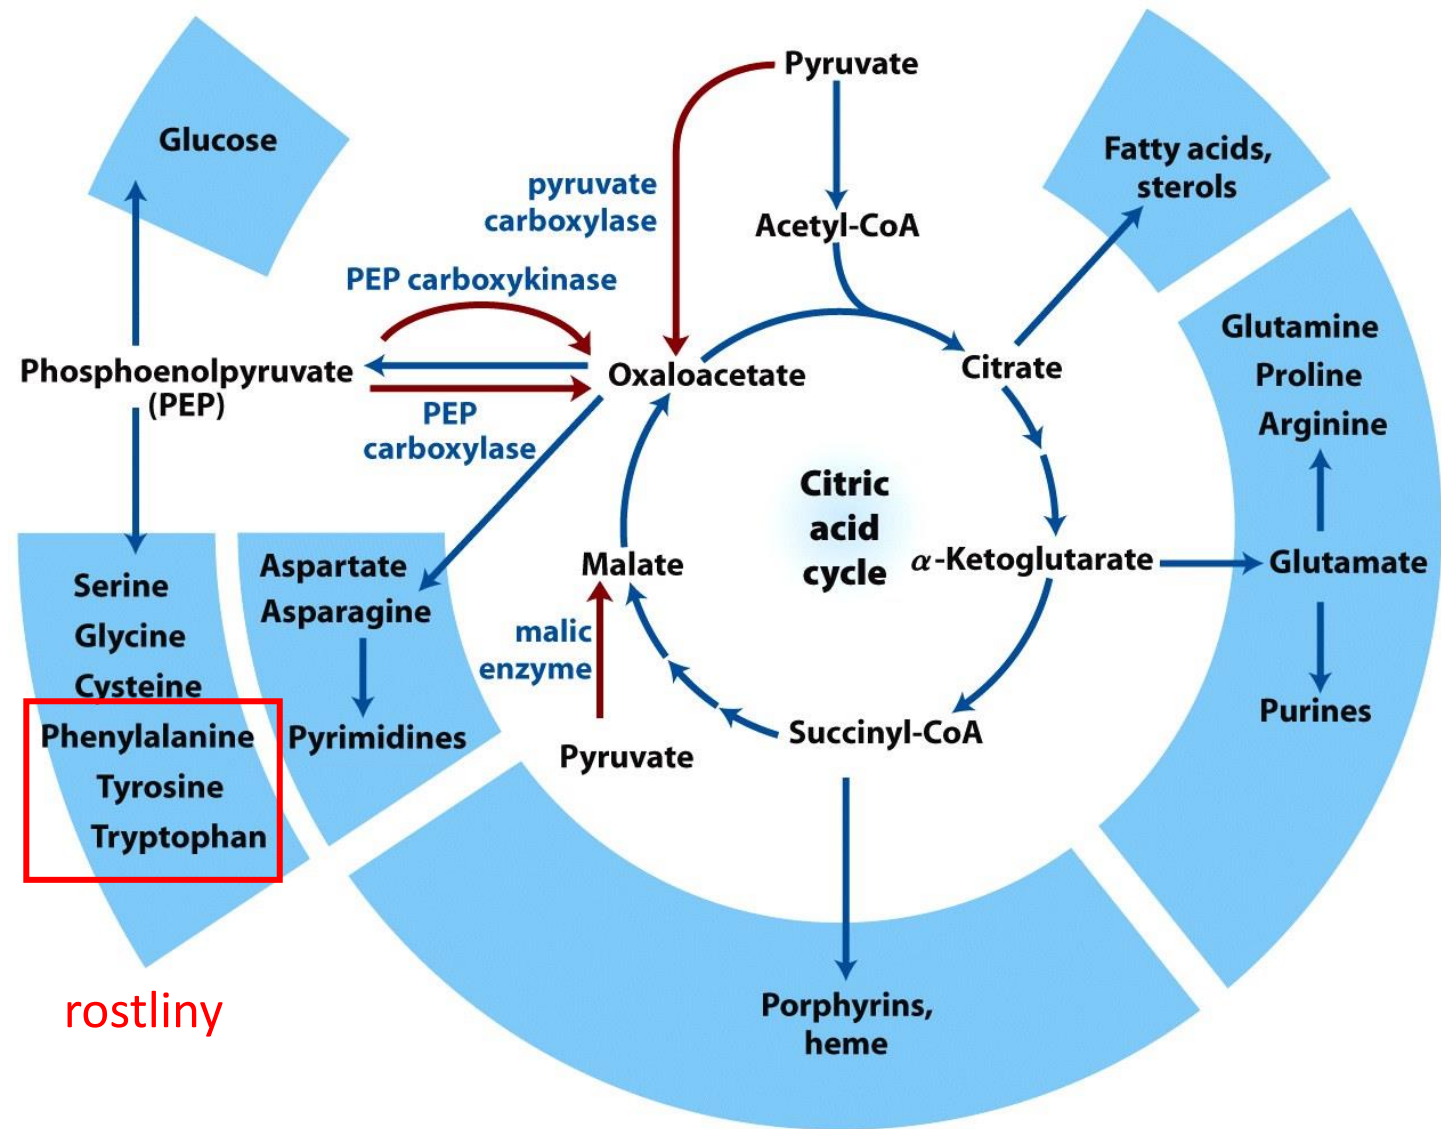 Pyruvate
Glucose
Fatty acids,
sterols
pyruvate
carboxylase
Acetyl-CoA
PEP carboxykinase
Phosphoenolpyruvate
(PEP)
Oxaloacetate
Citrate
PEP
carboxylase
Glutamine
Proline
Arginine
Citric
acid
cycle
Malate
α-Ketoglutarate
Glutamate
Purines
Serine
Glycine
Cysteine
Phenylalanine
Tyrosine
Tryptophan
Aspartate
Asparagine
Pyrimidines
malic
enzyme
Pyruvate
Succinyl-CoA
Porphyrins,
heme
rostliny